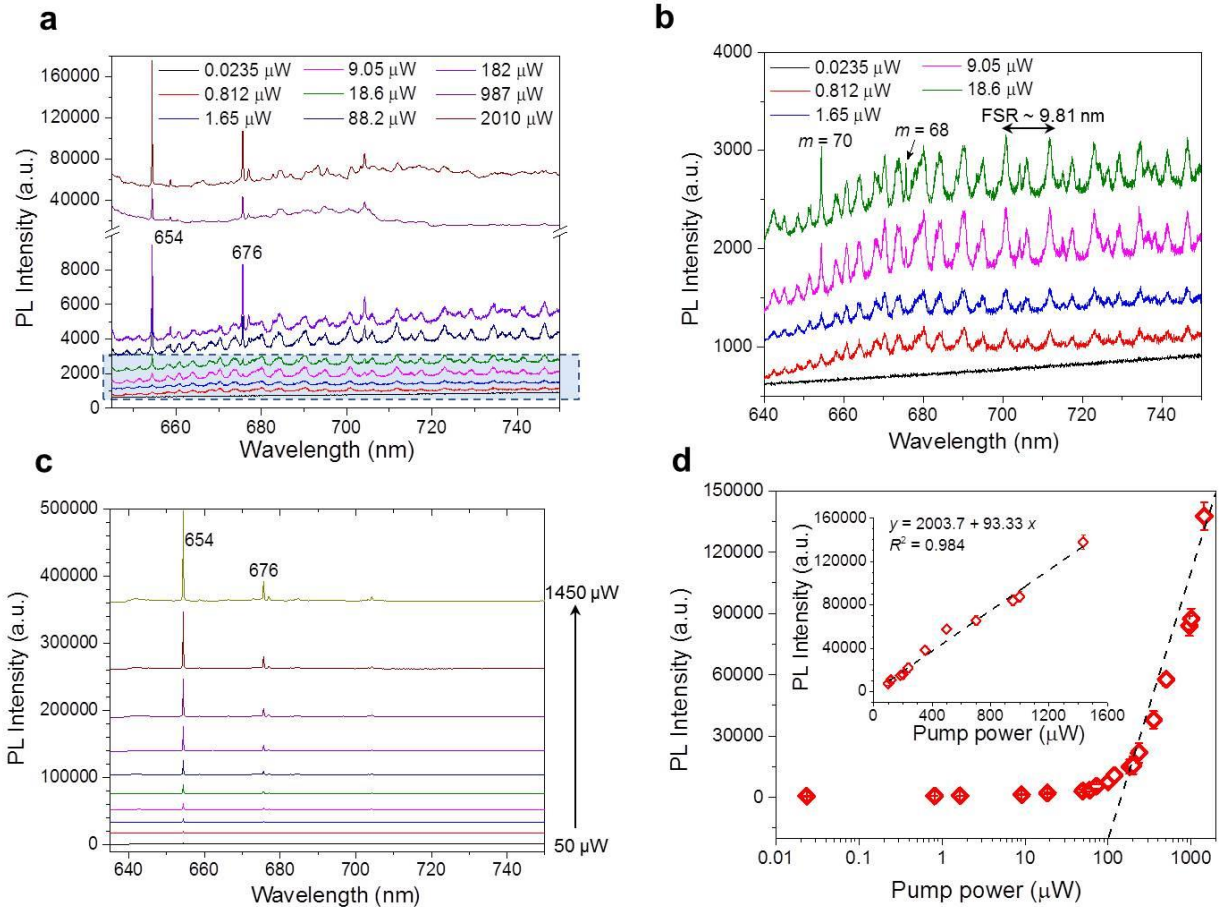 a
PL Intensity (a.u.)
160000
120000
80000
40000
8000
6000
4000
2000
0
0.0235 μW
0.812 μW
1.65 μW
9.05 μW
18.6 μW
88.2 μW
182 μW
987 μW
2010 μW
654
676
660
680
700
720
740
Wavelength (nm)
b
PL Intensity (a.u.)
4000
3000
2000
1000
0.0235 μW
0.812 μW
1.65 μW
9.05 μW
18.6 μW
FSR ~ 9.81 nm
m = 70
m = 68
640
660
680
700
720
740
Wavelength (nm)
c
PL Intensity (a.u.)
500000
400000
300000
200000
100000
0
654
676
1450 μW
50 μW
640
660
680
700
720
740
Wavelength (nm)
d
PL Intensity (a.u.)
150000
120000
90000
60000
30000
0
PL Intensity (a.u.)
160000
120000
80000
40000
0
y = 2003.7 + 93.33 x
R² = 0.984
400
800
1200
1600
Pump power (μW)
0.01
0.1
1
10
100
1000
Pump power (μW)